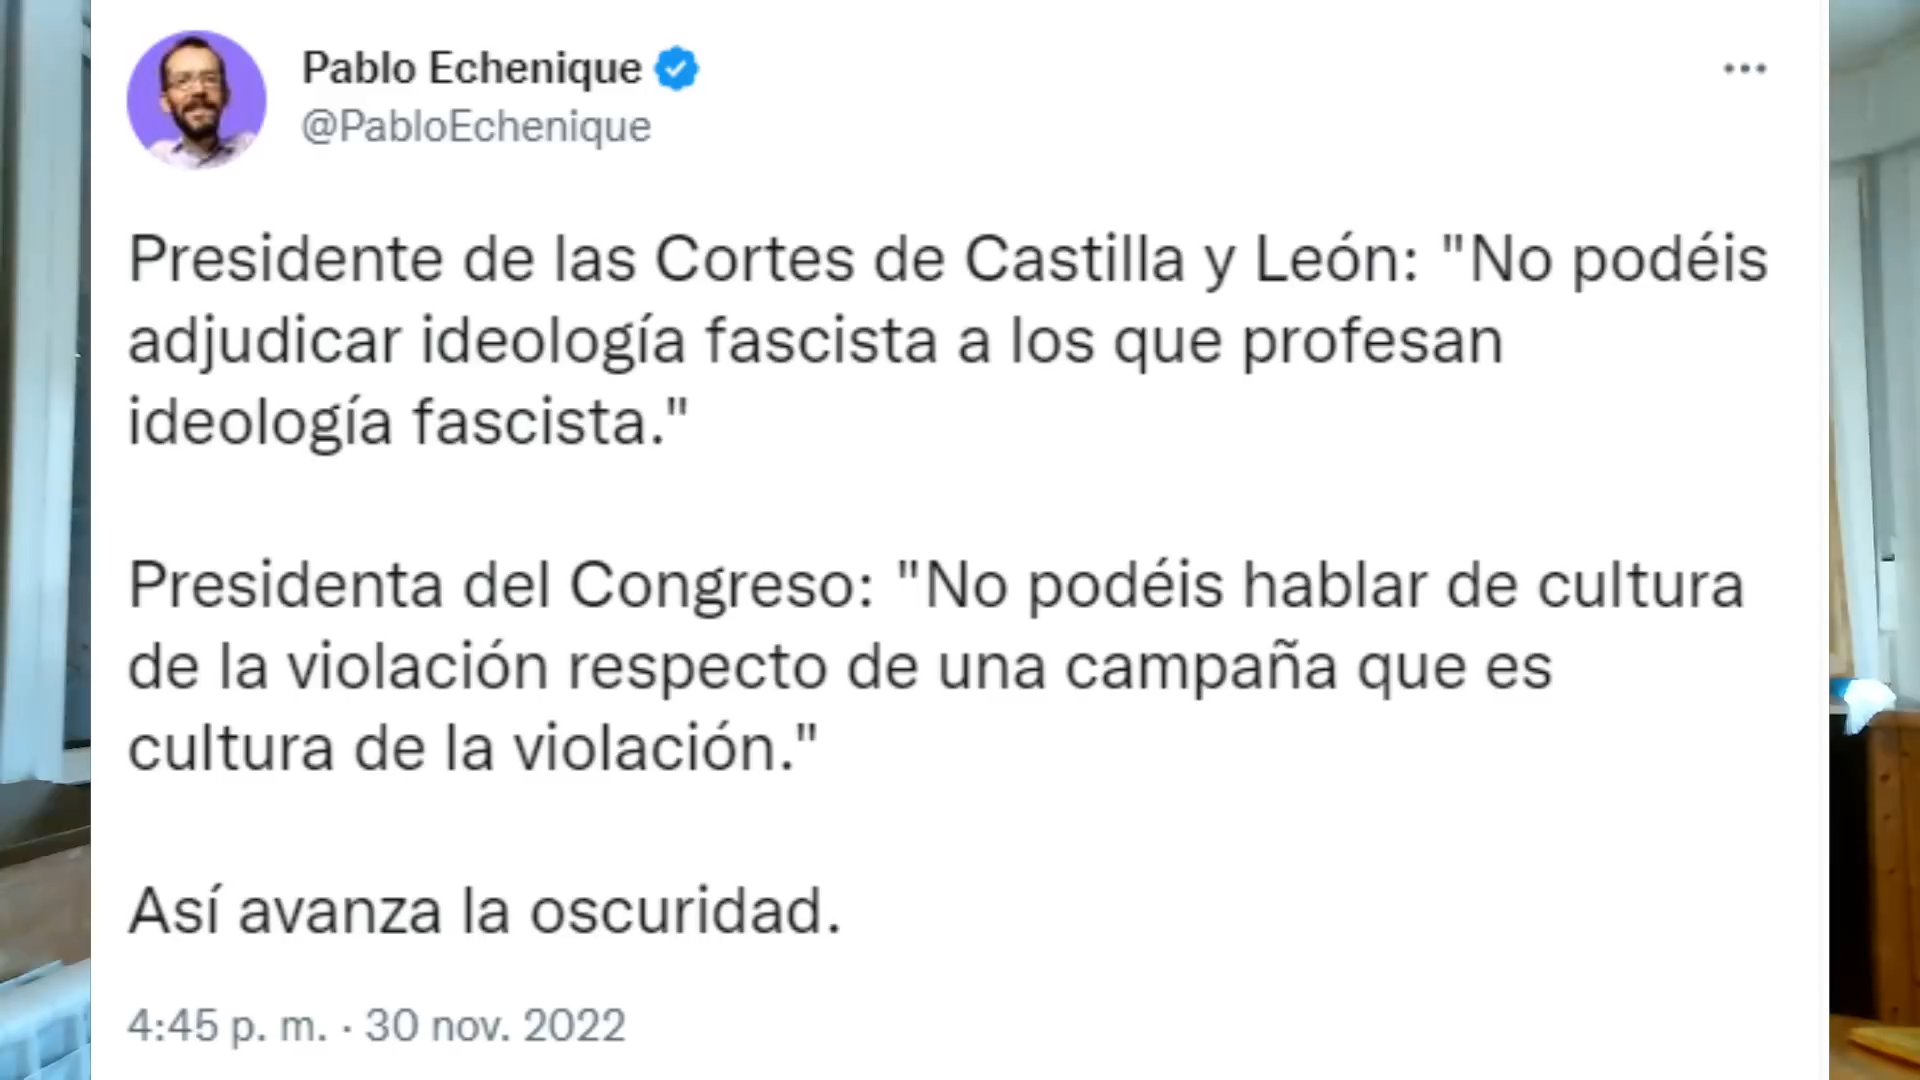 Pablo Echenique
@PabloEchenique
Presidente de las Cortes de Castilla y León: "No podéis
adjudicar ideología fascista a los que profesan
ideología fascista."
Presidenta del Congreso: "No podéis hablar de cultura
de la violación respecto de una campaña que es
cultura de la violación."
Así avanza la oscuridad.
4:45 p. m. · 30 nov. 2022